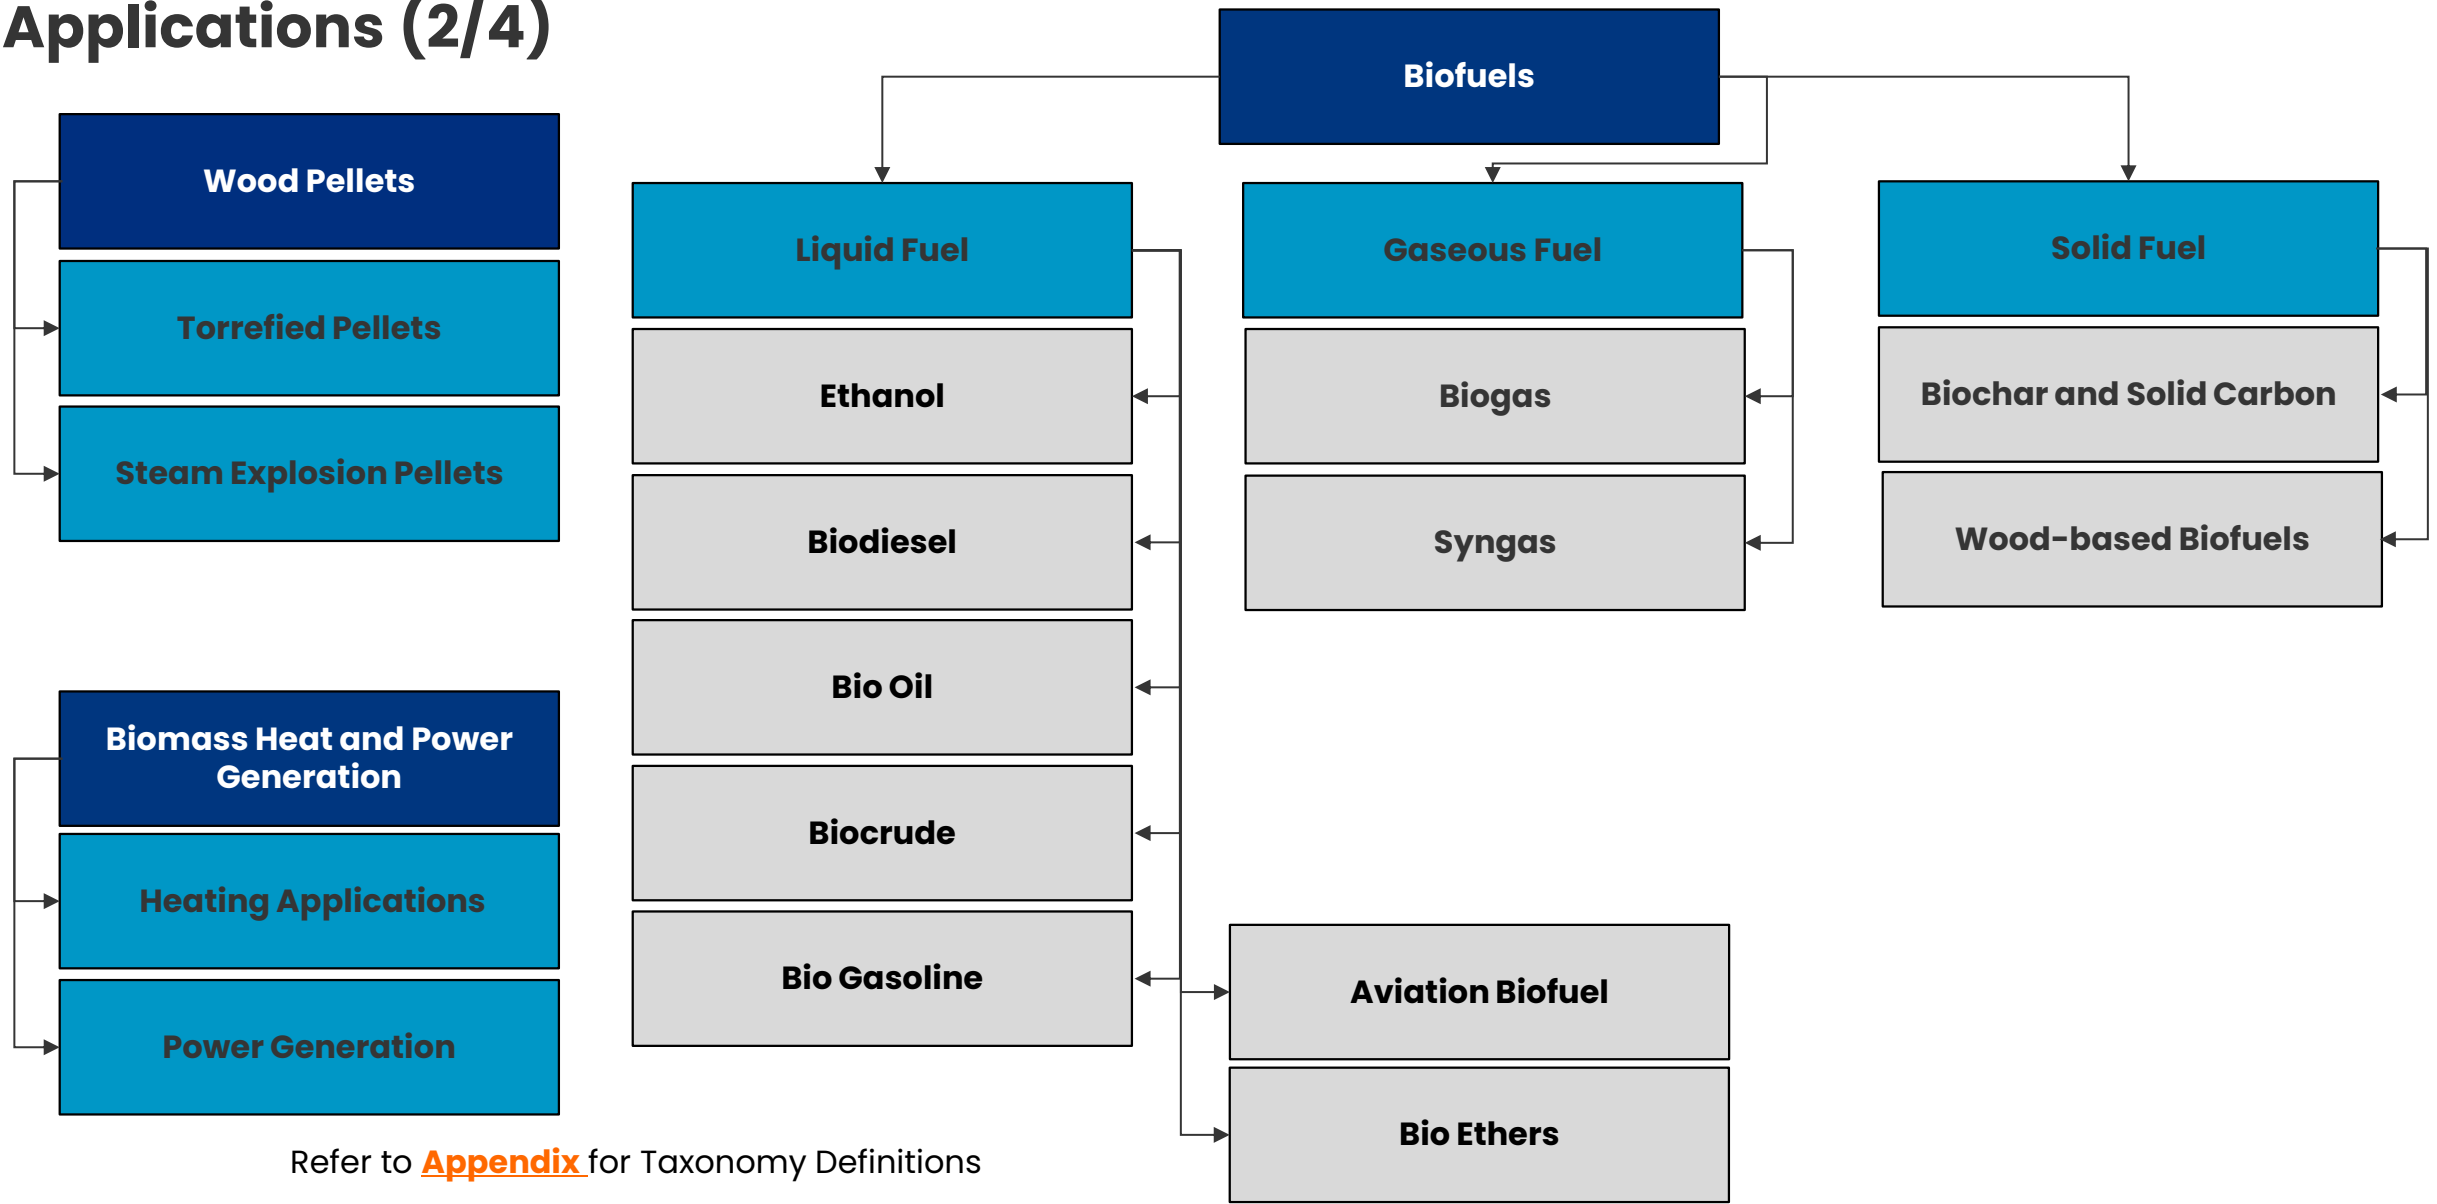 Applications (2/4)
Wood Pellets
Torrefied Pellets
Steam Explosion Pellets
Biomass Heat and Power
Generation
Heating Applications
Power Generation
Biofuels
Liquid Fuel
Ethanol
Biodiesel
Bio Oil
Biocrude
Bio Gasoline
Aviation Biofuel
Bio Ethers
Gaseous Fuel
Biogas
Syngas
Solid Fuel
Biochar and Solid Carbon
Wood-based Biofuels
Refer to Appendix for Taxonomy Definitions